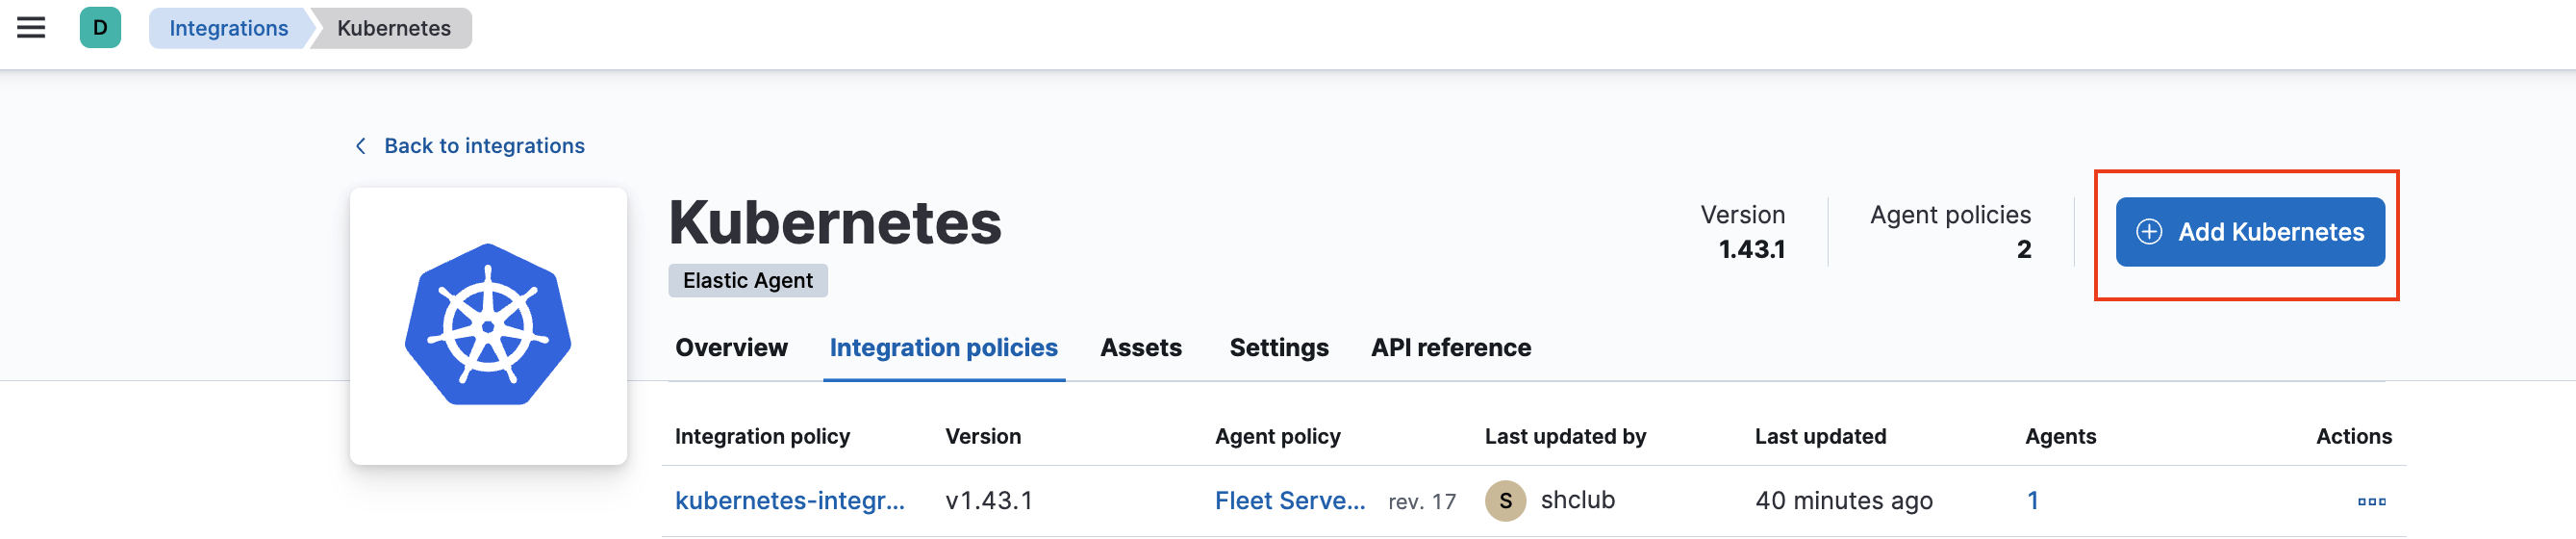 D Integrations Kubernetes
Back to integrations
Kubernetes
Elastic Agent
Version
1.43.1
Agent policies
2
Add Kubernetes
Overview Integration policies Assets Settings API reference
Integration policy Version Agent policy Last updated by Last updated Agents Actions
kubernetes-integr... v1.43.1 Fleet Serve... rev. 17 S shclub 40 minutes ago 1